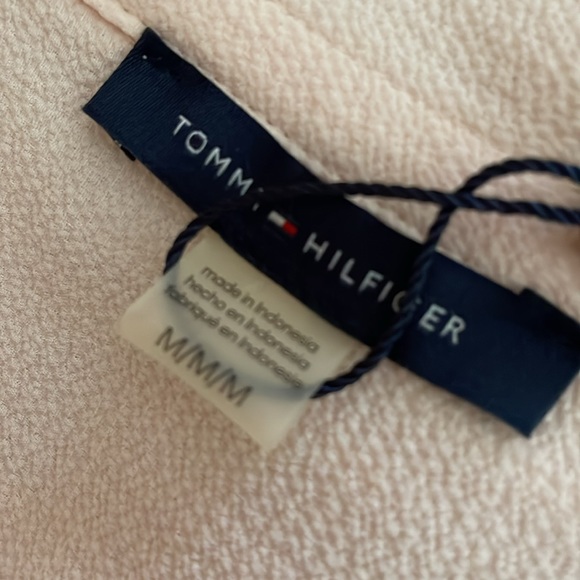 TOMMY HILFIGER
made in Indonesia
hecho en Indonesia
fabriqué en Indonésie
M/M/M